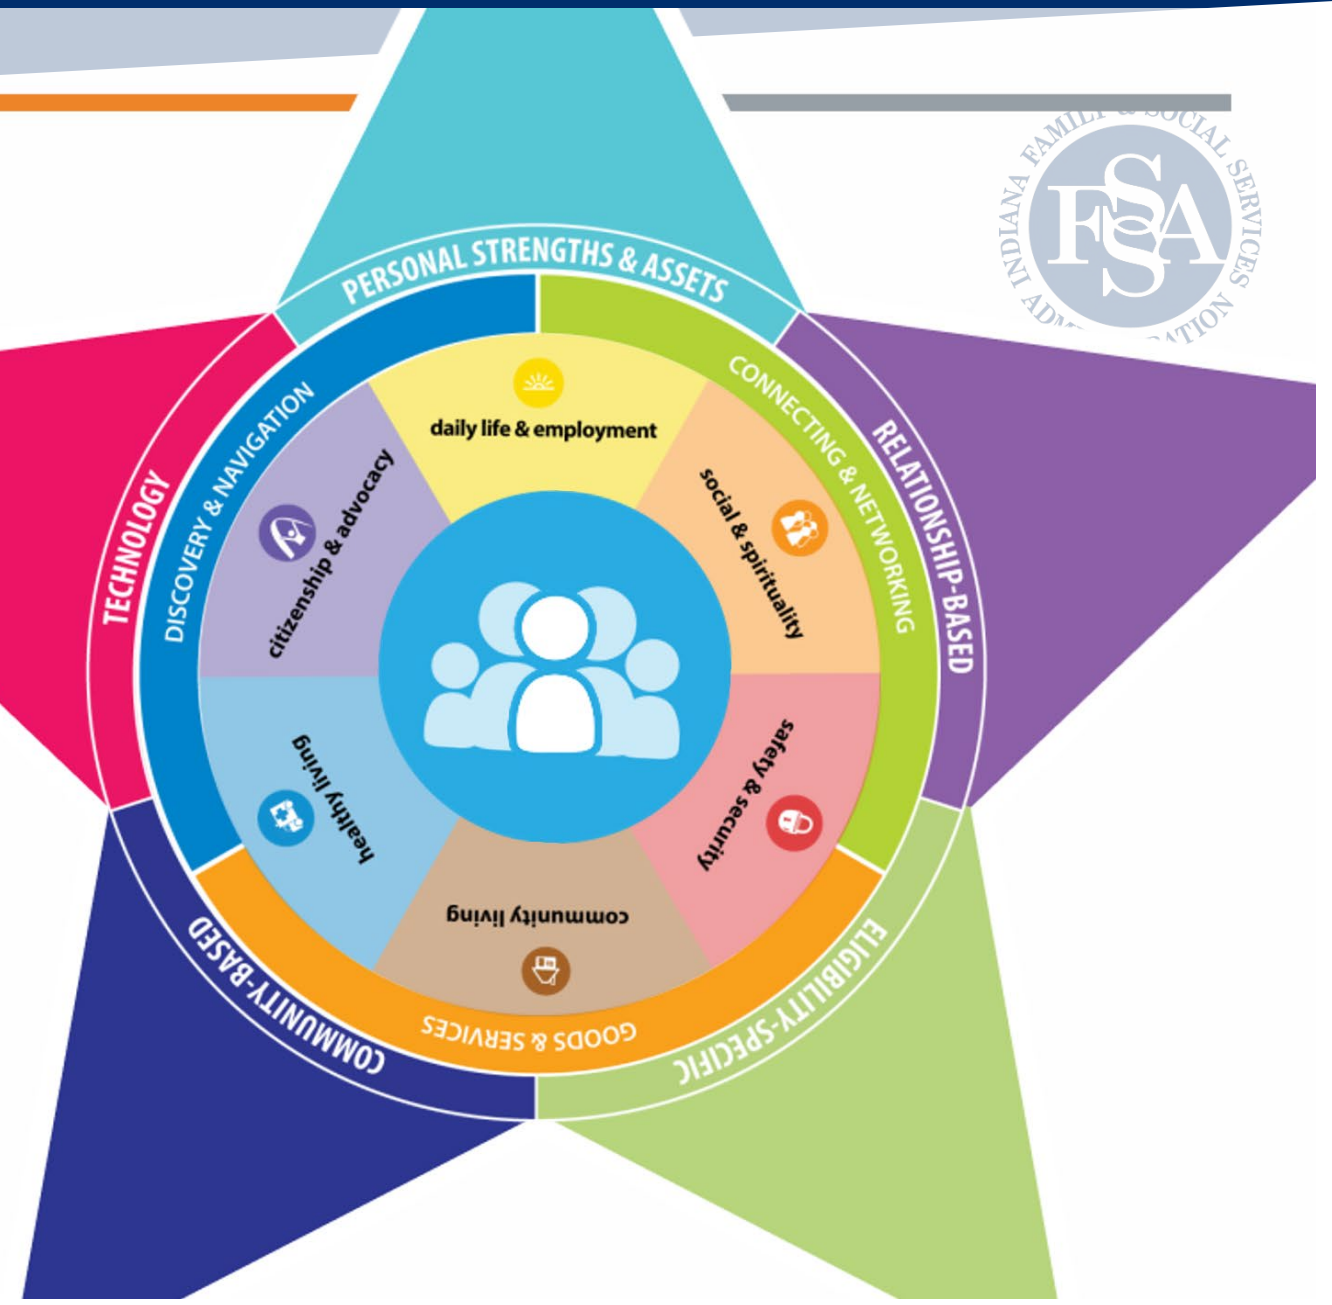 PERSONAL STRENGTHS & ASSETS
RELATIONSHIP-BASED
ELIGIBILITY-SPECIFIC
COMMUNITY-BASED
TECHNOLOGY
DISCOVERY & NAVIGATION
CONNECTING & NETWORKING
GOODS & SERVICES
daily life & employment
social & spirituality
safety & security
community living
healthy living
citizenship & advocacy
INDIANA FAMILY & SOCIAL SERVICES
FSSA